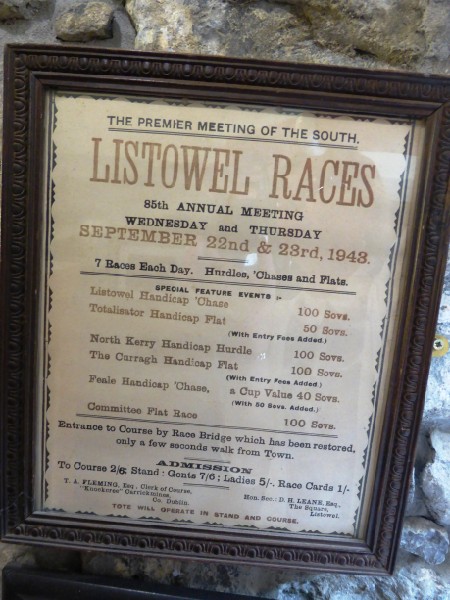 THE PREMIER MEETING OF THE SOUTH.
LISTOWEL RACES
85th ANNUAL MEETING
WEDNESDAY and THURSDAY
SEPTEMBER 22nd & 23rd, 1943.
7 Races Each Day. Hurdles, 'Chases and Flats.
SPECIAL FEATURE EVENTS :-
Listowel Handicap 'Chase 100 Sovs.
Totalisator Handicap Flat 50 Sovs.
(With Entry Fees Added.)
North Kerry Handicap Hurdle 100 Sovs.
The Curragh Handicap Flat 100 Sovs.
(With Entry Fees Added.)
Feale Handicap 'Chase, a Cup Value 40 Sovs.
(With 50 Sovs. Added.)
Committee Flat Race 100 Sovs.
Entrance to Course by Race Bridge which has been restored,
only a few seconds walk from Town.
ADMISSION
To Course 2/6; Stand: Gents 7/6; Ladies 5/-. Race Cards 1/-
T. A. FLEMING, Esq., Clerk of Course,
"Knockeree" Carrickmines,
Co. Dublin.
Hon. Sec.: D. H. LEANE, Esq.,
The Square,
Listowel.
TOTE WILL OPERATE IN STAND AND COURSE.